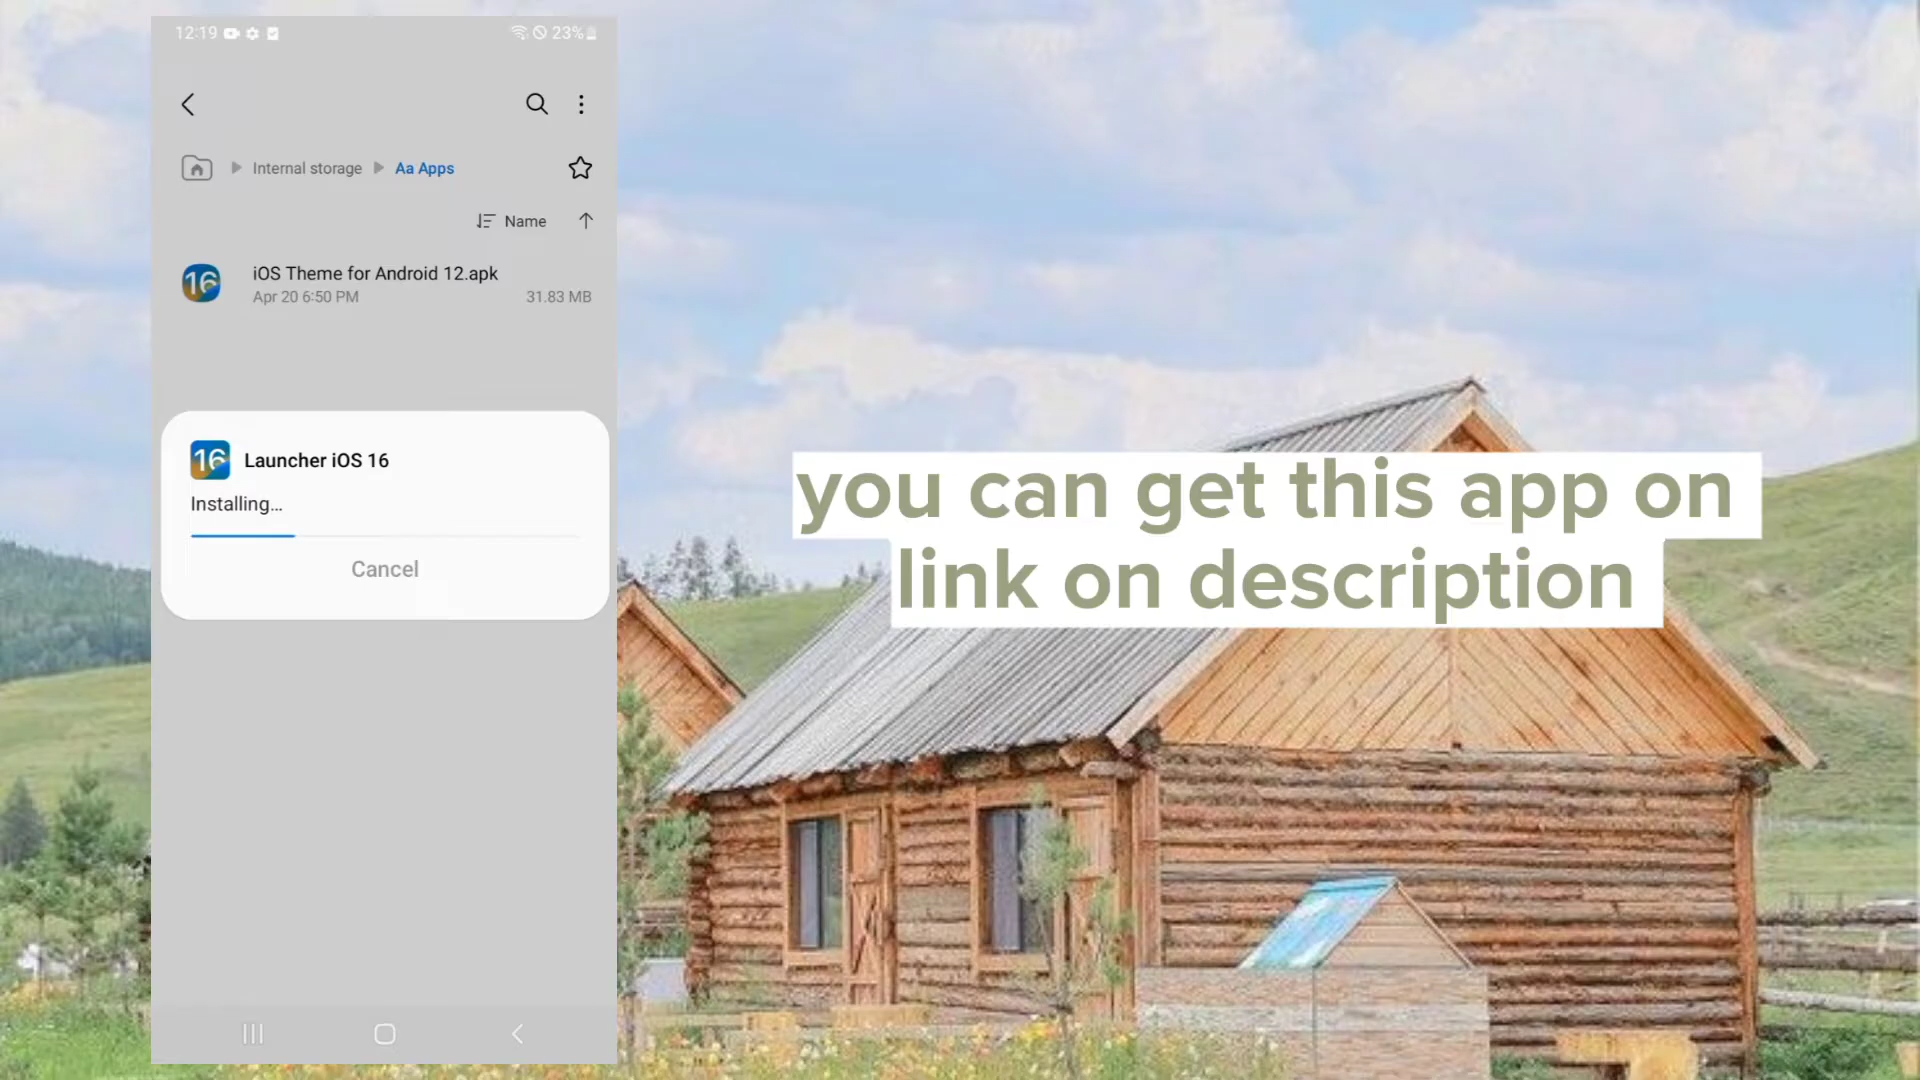 12:19
23%
Internal storage
Aa Apps
Name
16
iOS Theme for Android 12.apk
Apr 20 6:50 PM
31.83 MB
16
Launcher iOS 16
Installing...
Cancel
you can get this app on
link on description